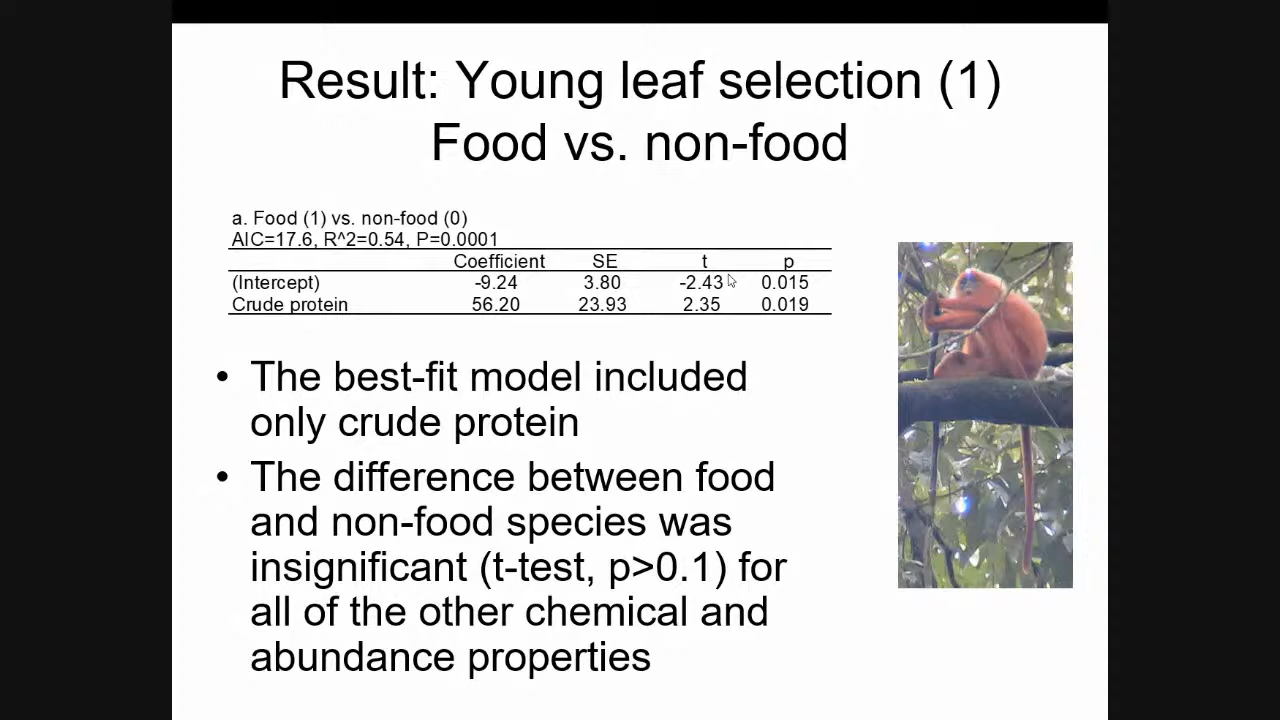 Result: Young leaf selection (1)
Food vs. non-food
a. Food (1) vs. non-food (0)
AIC=17.6, R^2=0.54, P=0.0001
Coefficient SE t p
(Intercept) -9.24 3.80 -2.43 0.015
Crude protein 56.20 23.93 2.35 0.019
• The best-fit model included
only crude protein
• The difference between food
and non-food species was
insignificant (t-test, p>0.1) for
all of the other chemical and
abundance properties